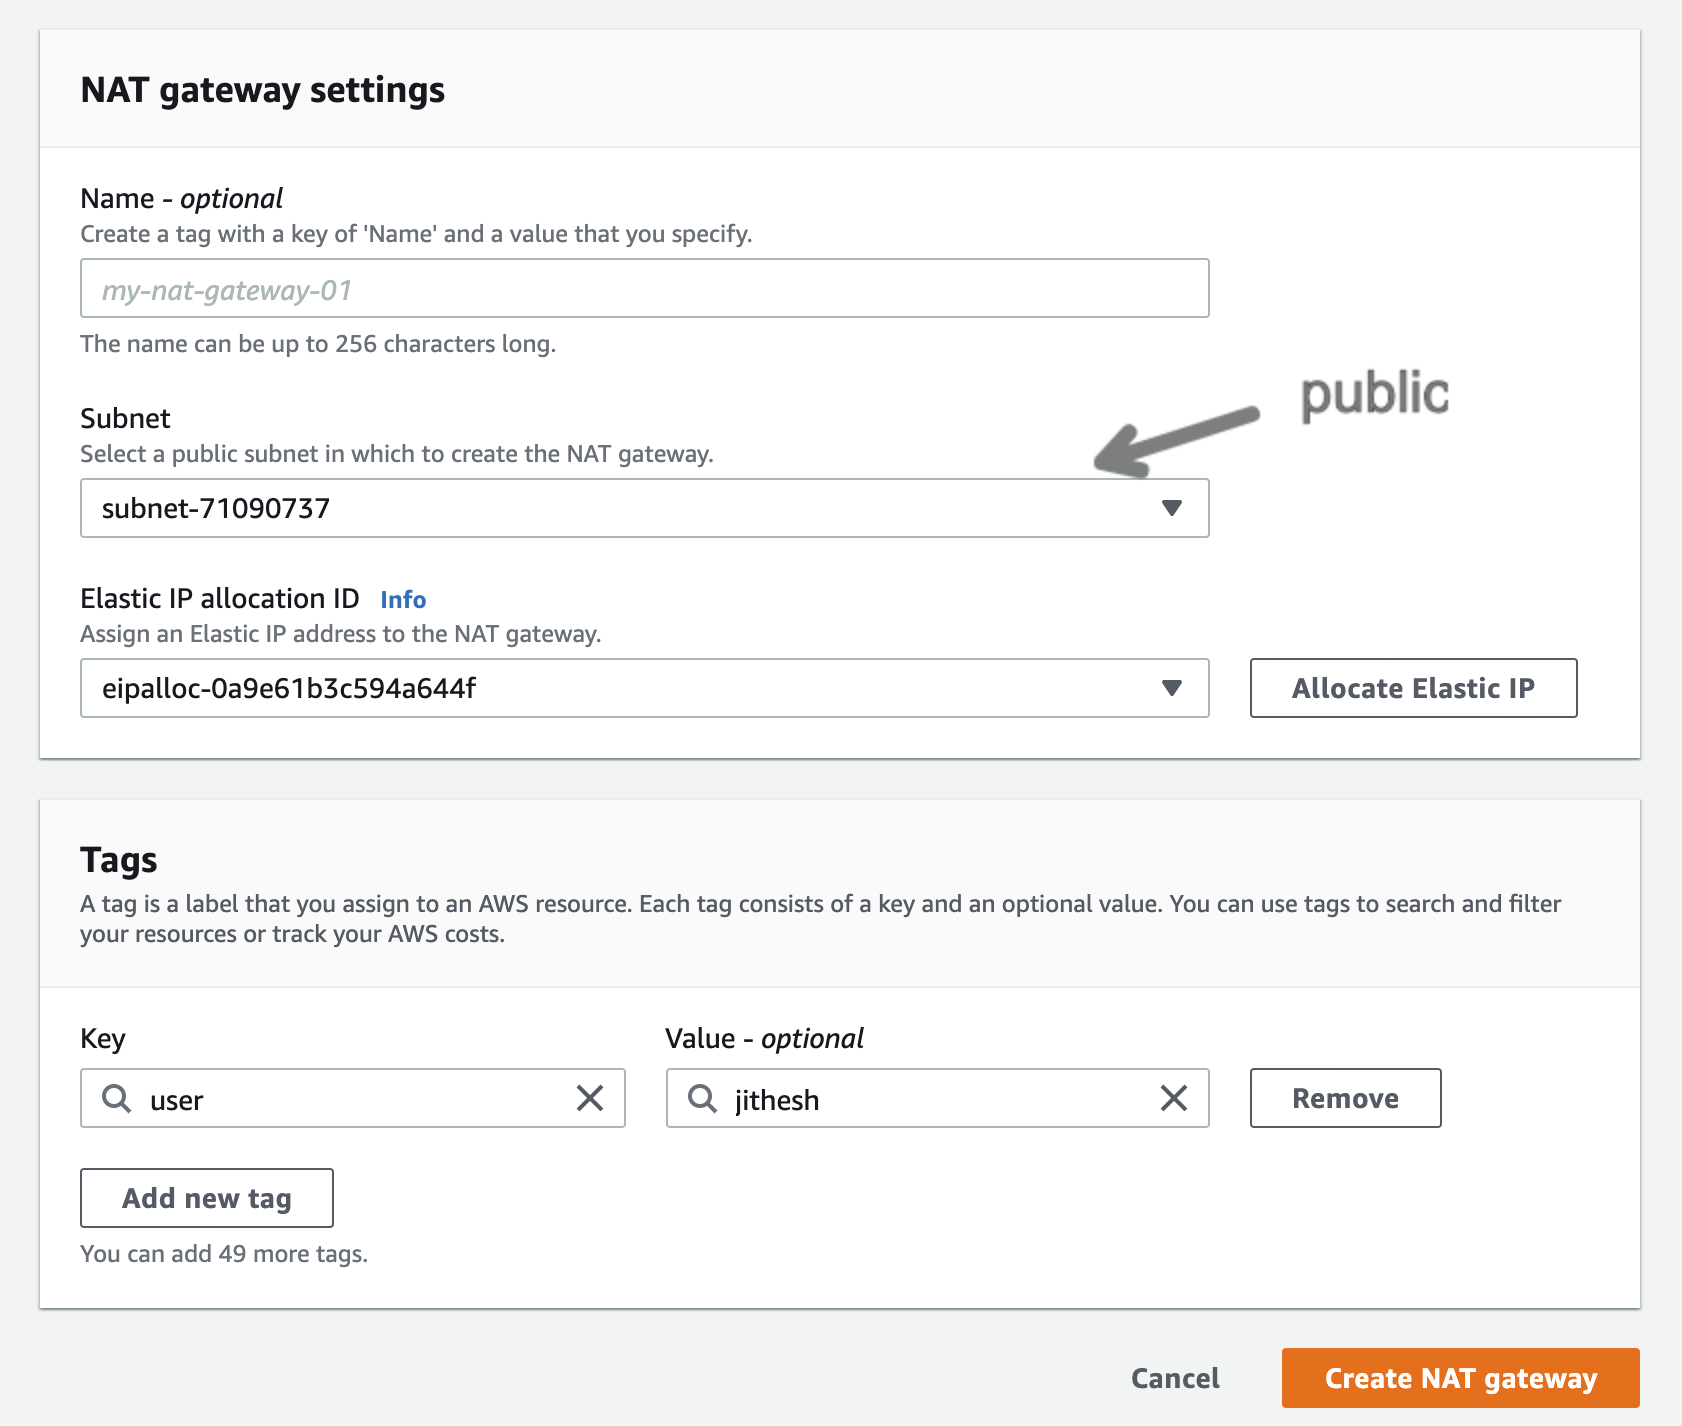 NAT gateway settings
Name - optional
Create a tag with a key of 'Name' and a value that you specify.
my-nat-gateway-01
The name can be up to 256 characters long.
public
Subnet
Select a public subnet in which to create the NAT gateway.
subnet-71090737
Elastic IP allocation ID Info
Assign an Elastic IP address to the NAT gateway.
eipalloc-0a9e61b3c594a644f
Allocate Elastic IP
Tags
A tag is a label that you assign to an AWS resource. Each tag consists of a key and an optional value. You can use tags to search and filter
your resources or track your AWS costs.
Key
Value - optional
user
jithesh
Remove
Add new tag
You can add 49 more tags.
Cancel
Create NAT gateway